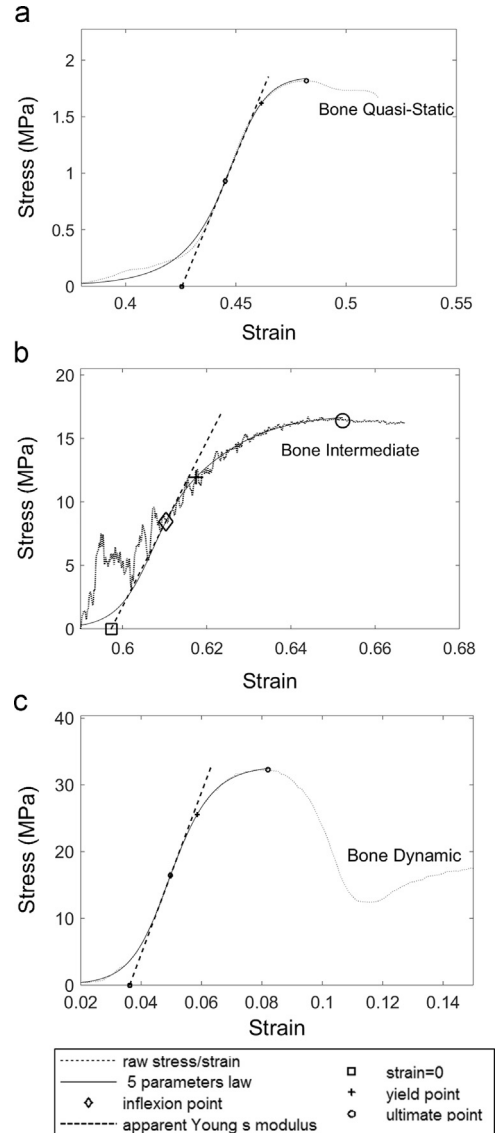 a
2
1.5
1
0.5
0
Stress (MPa)
Bone Quasi-Static
0.4 0.45 0.5 0.55
Strain
b
20
15
10
5
0
Stress (MPa)
Bone Intermediate
0.6 0.62 0.64 0.66 0.68
Strain
c
40
30
20
10
0
Stress (MPa)
Bone Dynamic
0.02 0.04 0.06 0.08 0.1 0.12 0.14
Strain
raw stress/strain
5 parameters law
inflexion point
apparent Young s modulus
strain=0
yield point
ultimate point